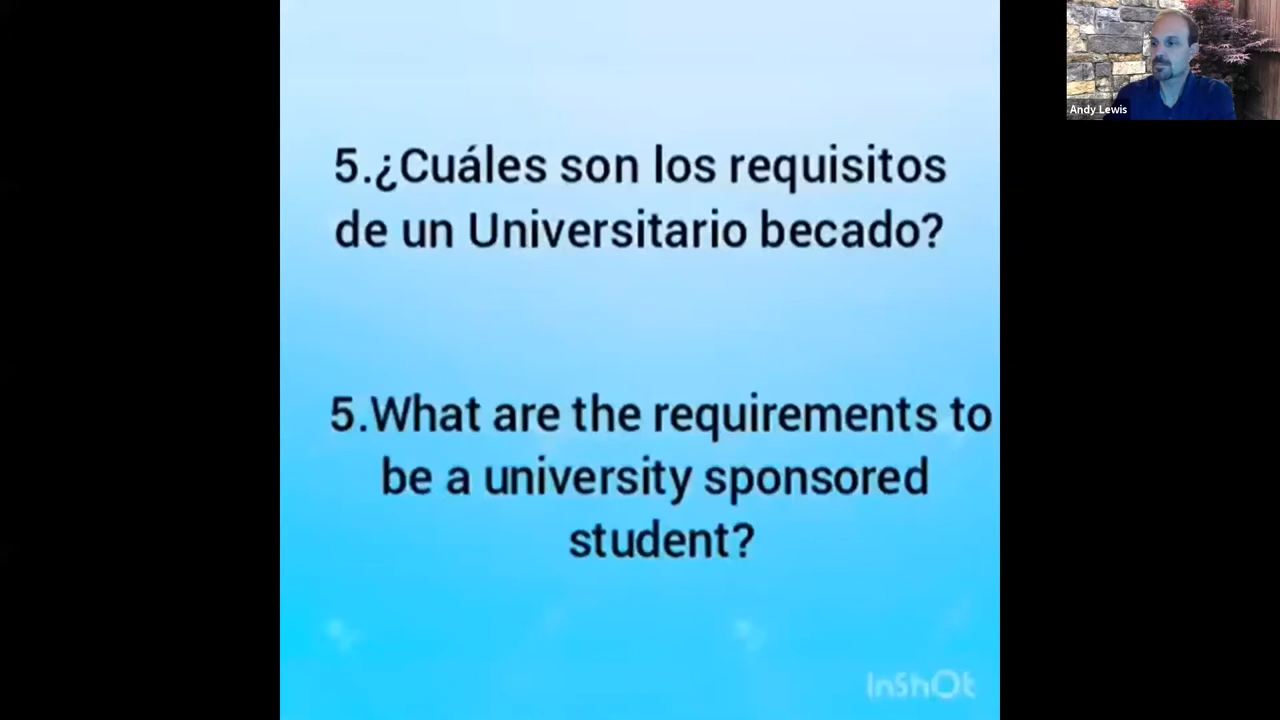 5.¿Cuáles son los requisitos
de un Universitario becado?
5.What are the requirements to
be a university sponsored
student?
InShOt
Andy Lewis